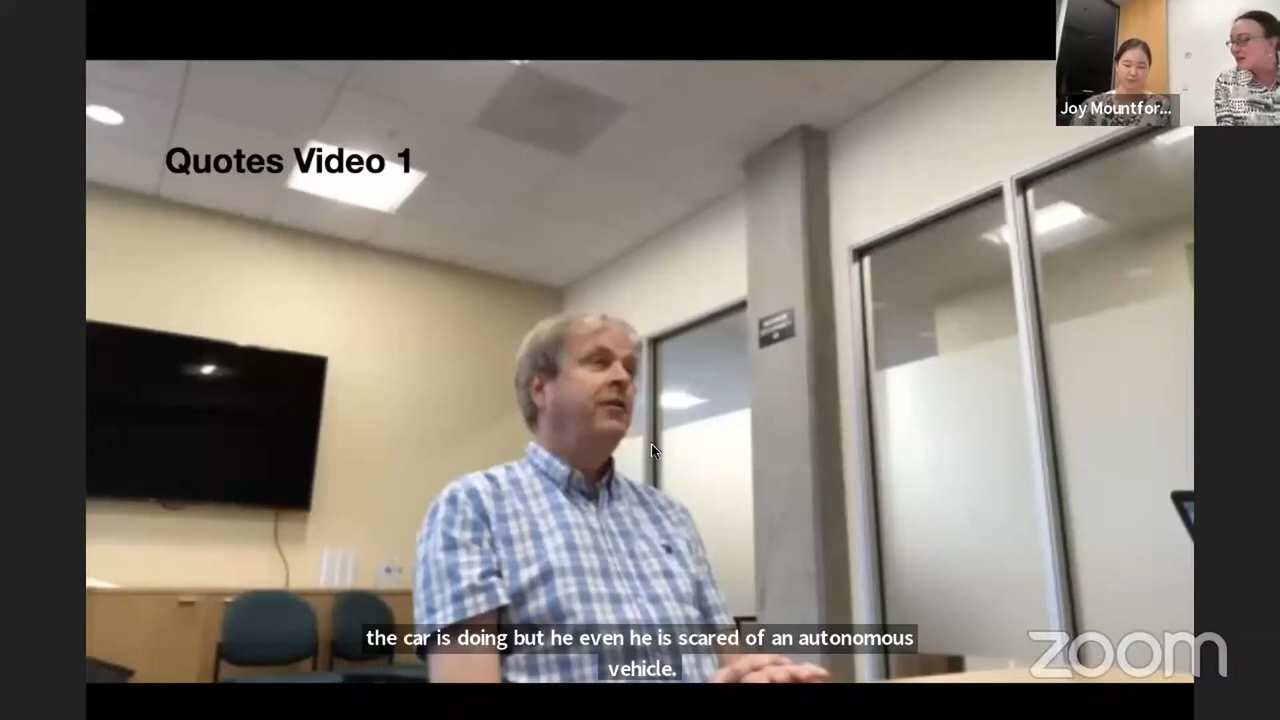 Joy Mountfor...
Quotes Video 1
the car is doing but he even he is scared of an autonomous
vehicle.
zoom